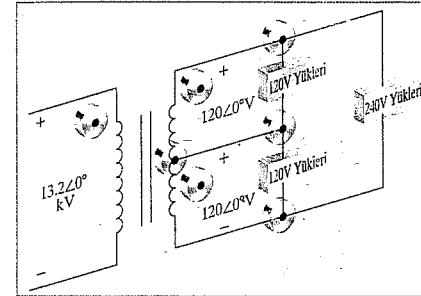 +
13.2∠0°
kV
−
+
120∠0°V
−
+
120∠0°V
−
120V Yükleri
120V Yükleri
240V Yükleri